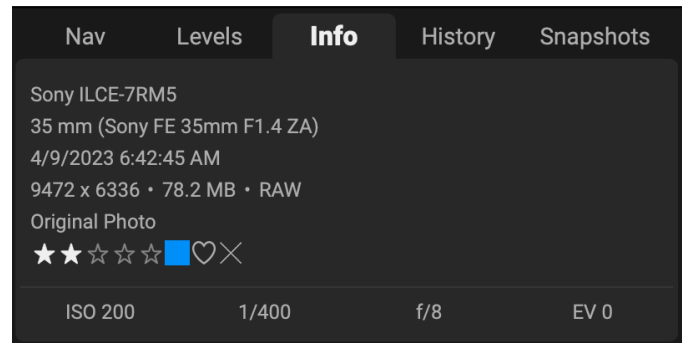 Nav Levels Info History Snapshots
Sony ILCE-7RM5
35 mm (Sony FE 35mm F1.4 ZA)
4/9/2023 6:42:45 AM
9472 x 6336 • 78.2 MB • RAW
Original Photo
ISO 200 1/400 f/8 EV 0